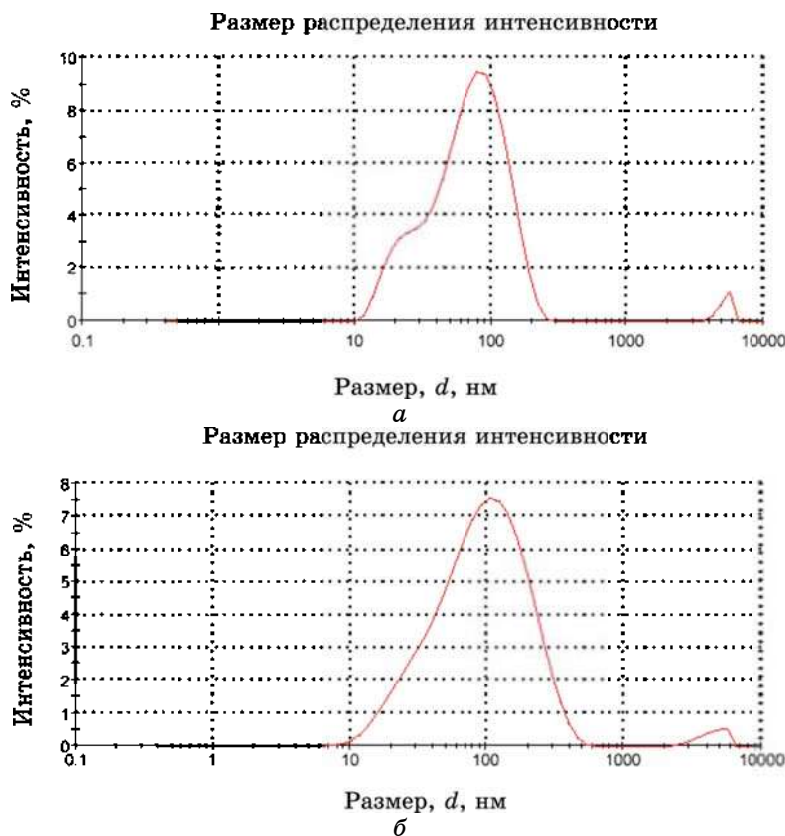 Размер распределения интенсивности
Интенсивность, %
10
8
6
4
2
0
0.1 1 10 100 1000 10000
Размер, d, нм
а
Размер распределения интенсивности
Интенсивность, %
8
7
6
5
4
3
2
1
0
0.1 1 10 100 1000 10000
Размер, d, нм
б